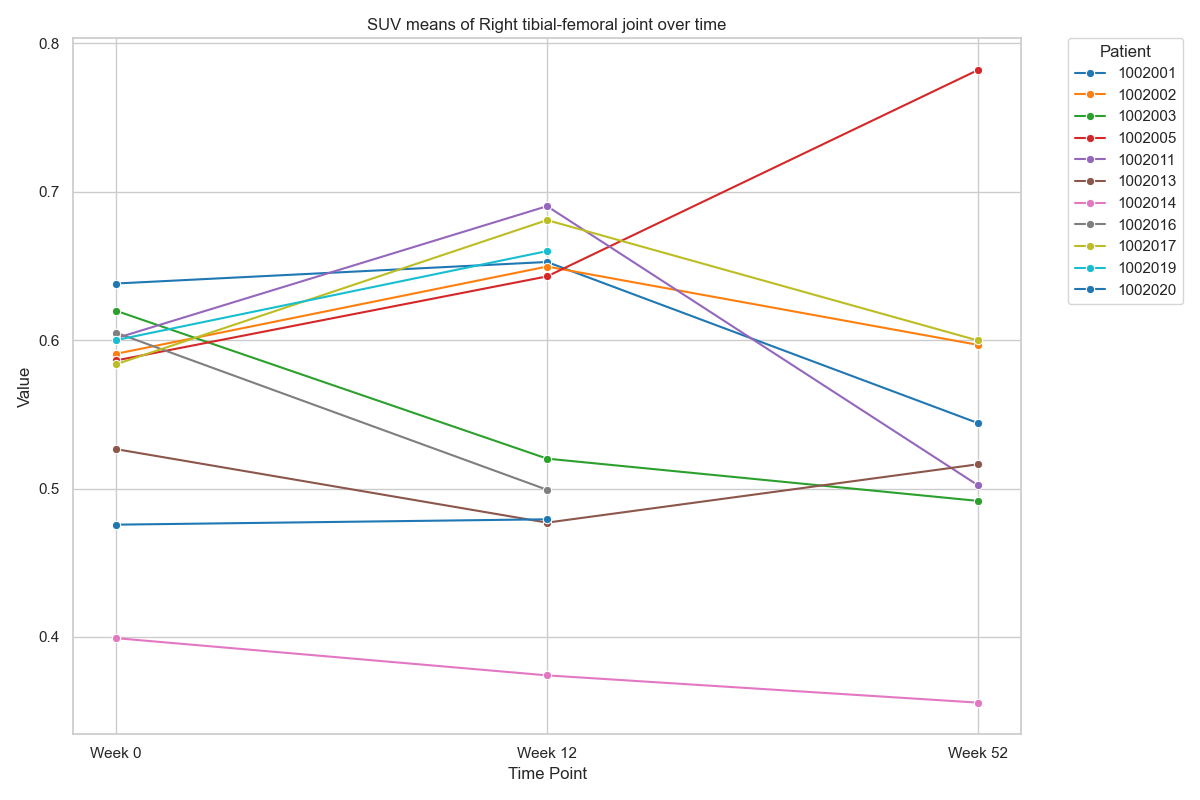 SUV means of Right tibial-femoral joint over time
0.8
0.7
0.6
0.5
0.4
Value
Week 0
Week 12
Week 52
Time Point
Patient
1002001
1002002
1002003
1002005
1002011
1002013
1002014
1002016
1002017
1002019
1002020